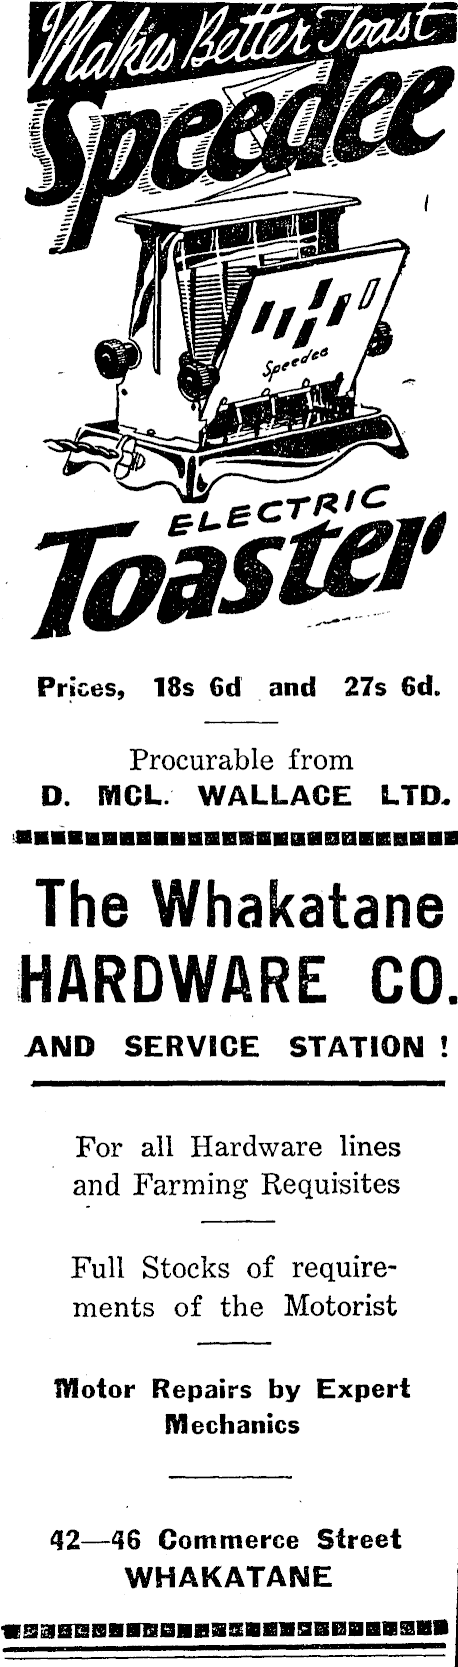 Makes Better Toast
Speedee
Speedee
ELECTRIC
Toaster
Prices, 18s 6d and 27s 6d.
Procurable from
D. MCL. WALLACE LTD.
The Whakatane
HARDWARE CO.
AND SERVICE STATION !
For all Hardware lines
and Farming Requisites
Full Stocks of require-
ments of the Motorist
Motor Repairs by Expert
Mechanics
42—46 Commerce Street
WHAKATANE